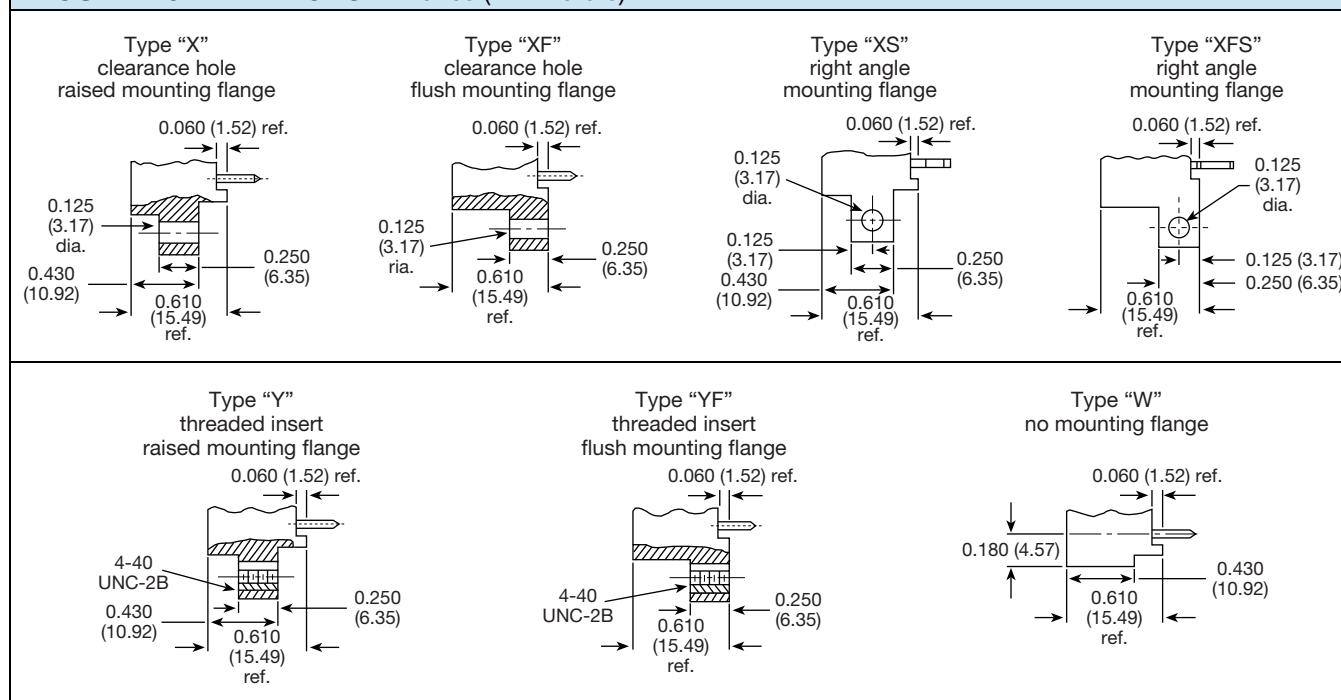 Type “X”
clearance hole
raised mounting flange
0.060 (1.52) ref.
0.125
(3.17)
dia.
0.430
(10.92)
0.250
(6.35)
0.610
(15.49)
ref.
Type “XF”
clearance hole
flush mounting flange
0.060 (1.52) ref.
0.125
(3.17)
ria.
0.250
(6.35)
0.610
(15.49)
ref.
Type “XS”
right angle
mounting flange
0.060 (1.52) ref.
0.125
(3.17)
dia.
0.125
(3.17)
0.430
(10.92)
0.250
(6.35)
0.610
(15.49)
ref.
Type “XFS”
right angle
mounting flange
0.060 (1.52) ref.
0.125
(3.17)
dia.
0.125 (3.17)
0.250 (6.35)
0.610
(15.49)
ref.
Type “Y”
threaded insert
raised mounting flange
0.060 (1.52) ref.
4-40
UNC-2B
0.430
(10.92)
0.250
(6.35)
0.610
(15.49)
ref.
Type “YF”
threaded insert
flush mounting flange
0.060 (1.52) ref.
4-40
UNC-2B
0.250
(6.35)
0.610
(15.49)
ref.
Type “W”
no mounting flange
0.060 (1.52) ref.
0.180 (4.57)
0.430
(10.92)
0.610
(15.49)
ref.